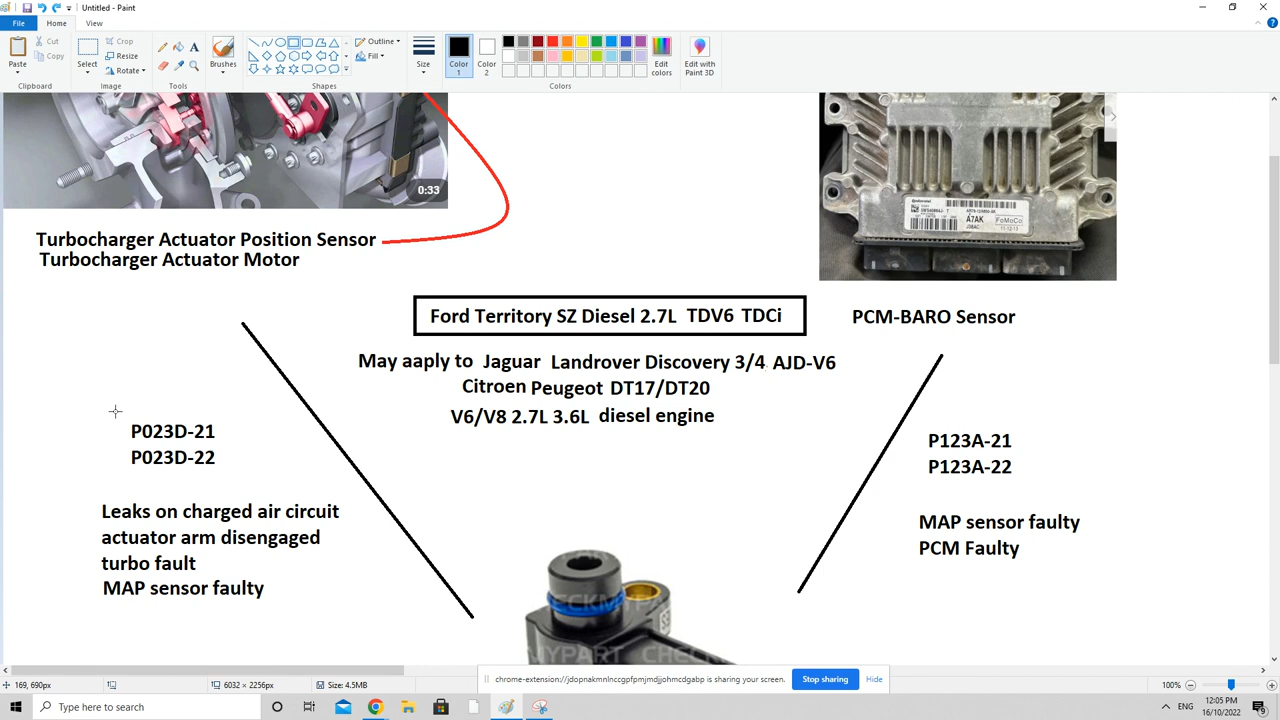 Untitled - Paint
File
Home
View
Paste
Cut
Copy
Clipboard
Select
Crop
Resize
Rotate
Image
Tools
Brushes
Shapes
Outline
Fill
Size
Color 1
Color 2
Edit colors
Edit with Paint 3D
Colors
0:33
A7AK
FoMoCo
Turbocharger Actuator Position Sensor
Turbocharger Actuator Motor
Ford Territory SZ Diesel 2.7L TDV6 TDCi
PCM-BARO Sensor
May aaply to Jaguar Landrover Discovery 3/4 AJD-V6
Citroen Peugeot DT17/DT20
V6/V8 2.7L 3.6L diesel engine
P023D-21
P023D-22
P123A-21
P123A-22
Leaks on charged air circuit
actuator arm disengaged
turbo fault
MAP sensor faulty
MAP sensor faulty
PCM Faulty
chrome-extension://jdopnakmnlnccgpfpmjmdjjohmcdgabp is sharing your screen.
Stop sharing
Hide
169, 690px
6032 × 2256px
Size: 4.5MB
100%
Type here to search
ENG
12:05 PM
16/10/2022